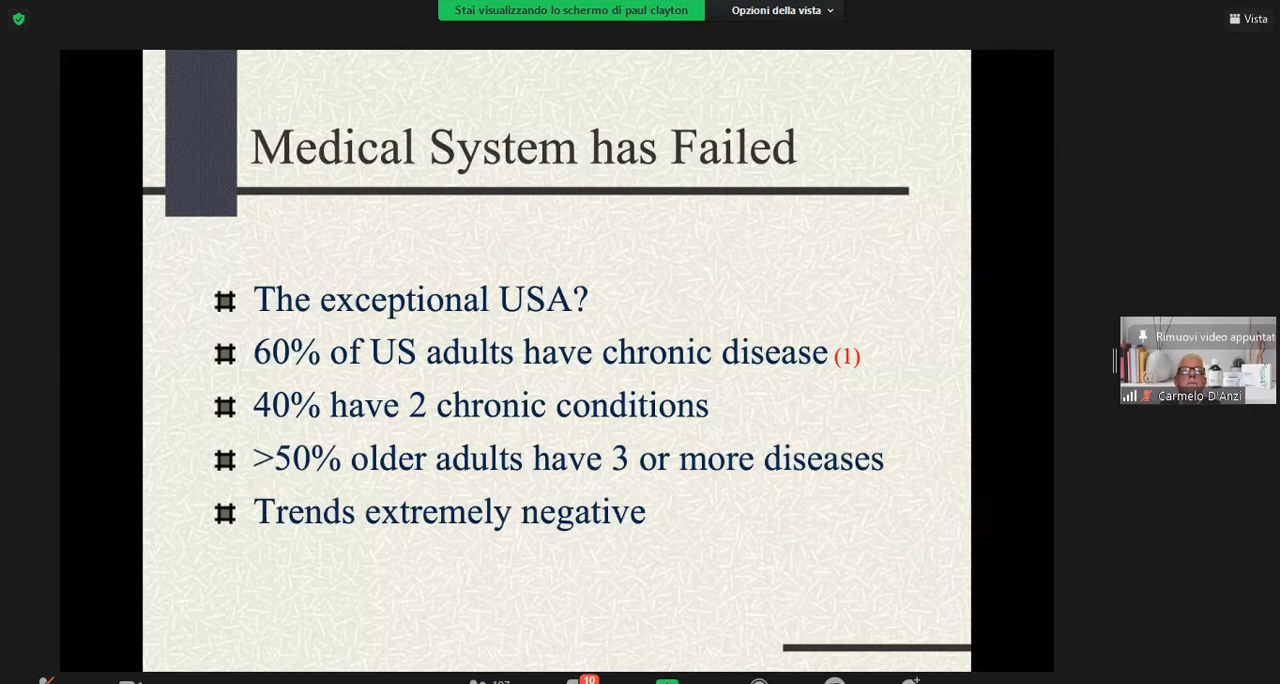 Stai visualizzando lo schermo di paul clayton
Opzioni della vista
Vista
Medical System has Failed
The exceptional USA?
60% of US adults have chronic disease (1)
40% have 2 chronic conditions
>50% older adults have 3 or more diseases
Trends extremely negative
Rimuovi video appuntat
Carmelo D'Anzi
10